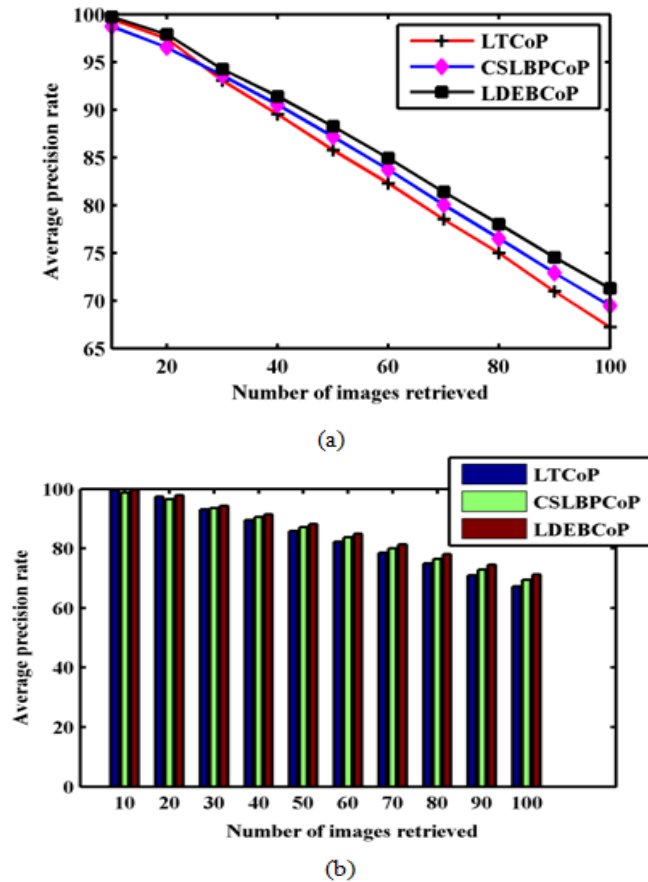 100
95
90
85
80
75
70
65
Average precision rate
LTCoP
CSLBPCoP
LDEBCoP
20 40 60 80 100
Number of images retrieved
(a)
100
80
60
40
20
0
Average precision rate
LTCoP
CSLBPCoP
LDEBCoP
10 20 30 40 50 60 70 80 90 100
Number of images retrieved
(b)